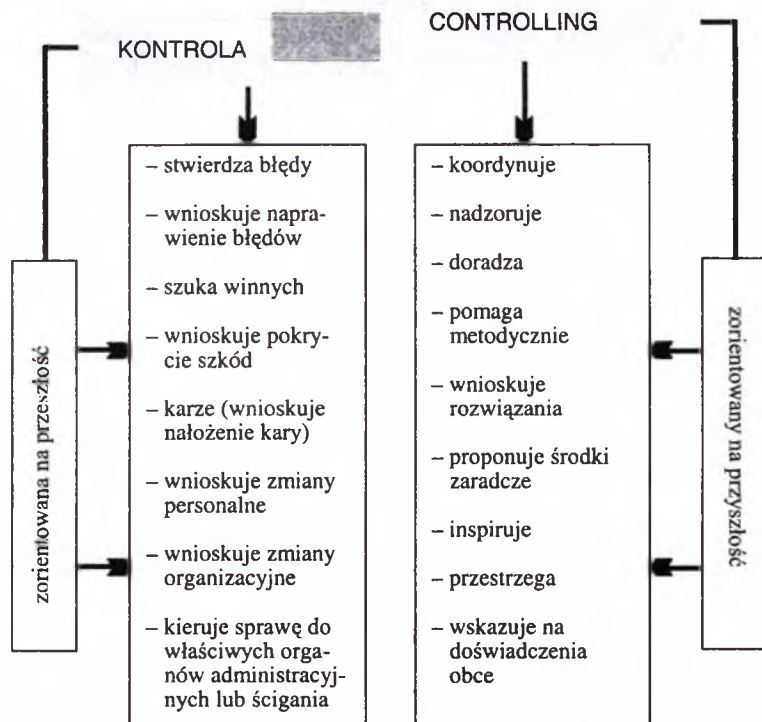 KONTROLA
CONTROLLING
zorientowana na przeszłość
– stwierdza błędy
– wnioskuje napra-
wienie błędów
– szuka winnych
– wnioskuje pokry-
cie szkód
– karze (wnioskuje
nałożenie kary)
– wnioskuje zmiany
personalne
– wnioskuje zmiany
organizacyjne
– kieruje sprawę do
właściwych orga-
nów administracyj-
nych lub ścigania
– koordynuje
– nadzoruje
– doradza
– pomaga
metodycznie
– wnioskuje
rozwiązania
– proponuje środki
zaradcze
– inspiruje
– przestrzega
– wskazuje na
doświadczenia
obce
zorientowany na przyszłość